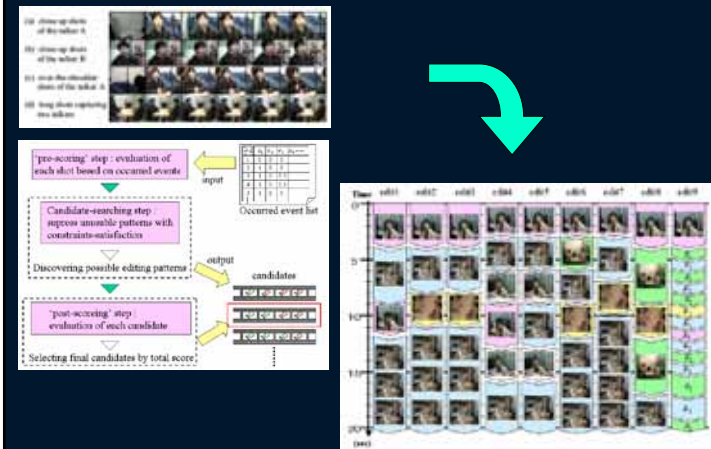 (a) close-up shots
of the talker A
(b) close-up shots
of the talker B
(c) over-the-shoulder
shots of the talker A
(d) long shots capturing
two talkers
'pre-scoring' step : evaluation of
each shot based on occurred events
input
Occurred event list
Candidate-searching step :
supress unusable patterns with
constraints-satisfaction
Discovering possible editing patterns
output
candidates
'post-scoreing' step :
evaluation of each candidate
Selecting final candidates by total score
Time edit1 edit2 edit3 edit4 edit5 edit6 edit7 edit8 edit9
0
5
10
15
20
(sec)